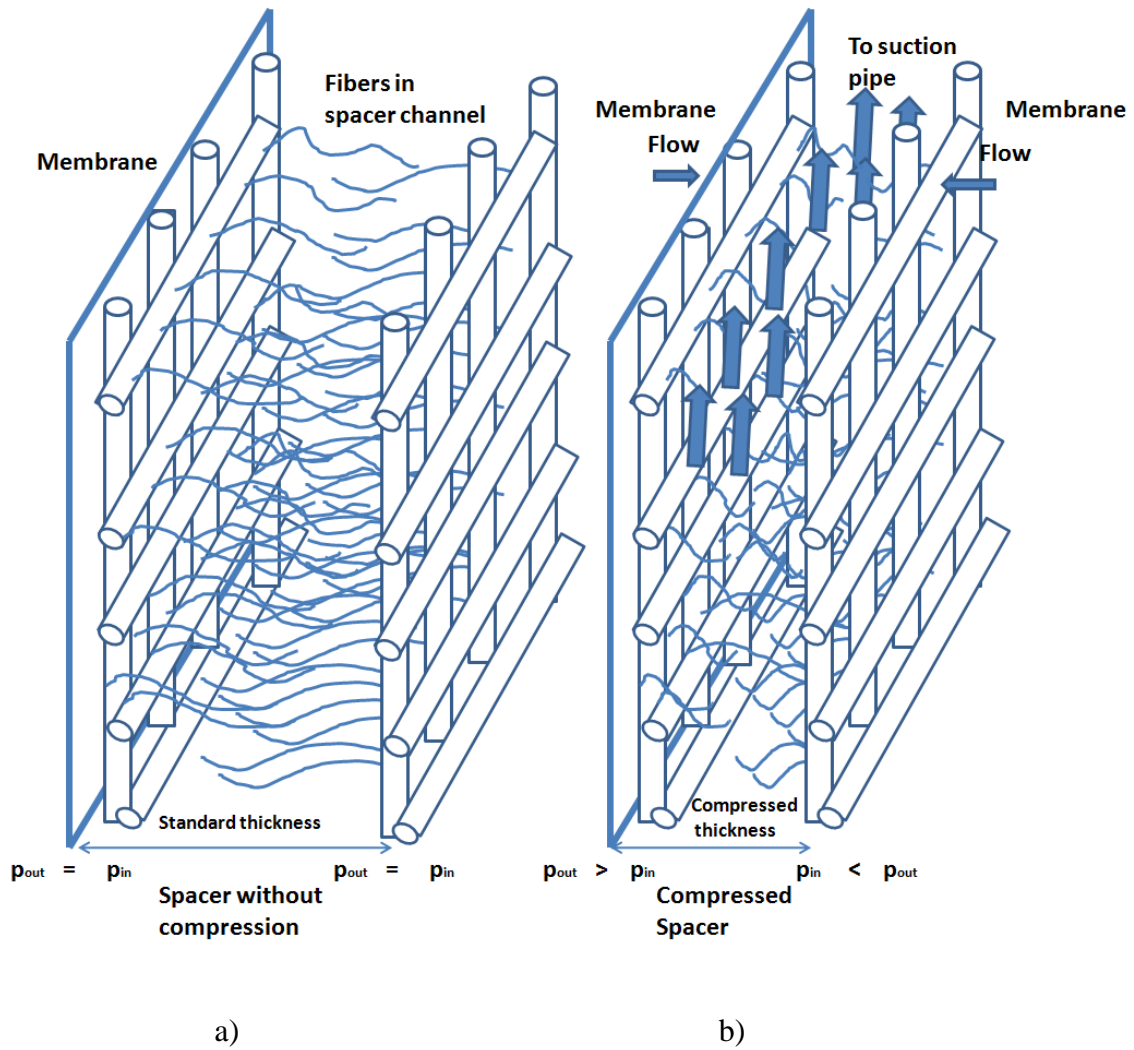 Fibers in
spacer channel
Membrane
Standard thickness
pout = pin
pout = pin
Spacer without
compression
a)
To suction
pipe
Membrane
Flow
Membrane
Flow
Compressed
thickness
pout > pin
pin < pout
Compressed
Spacer
b)